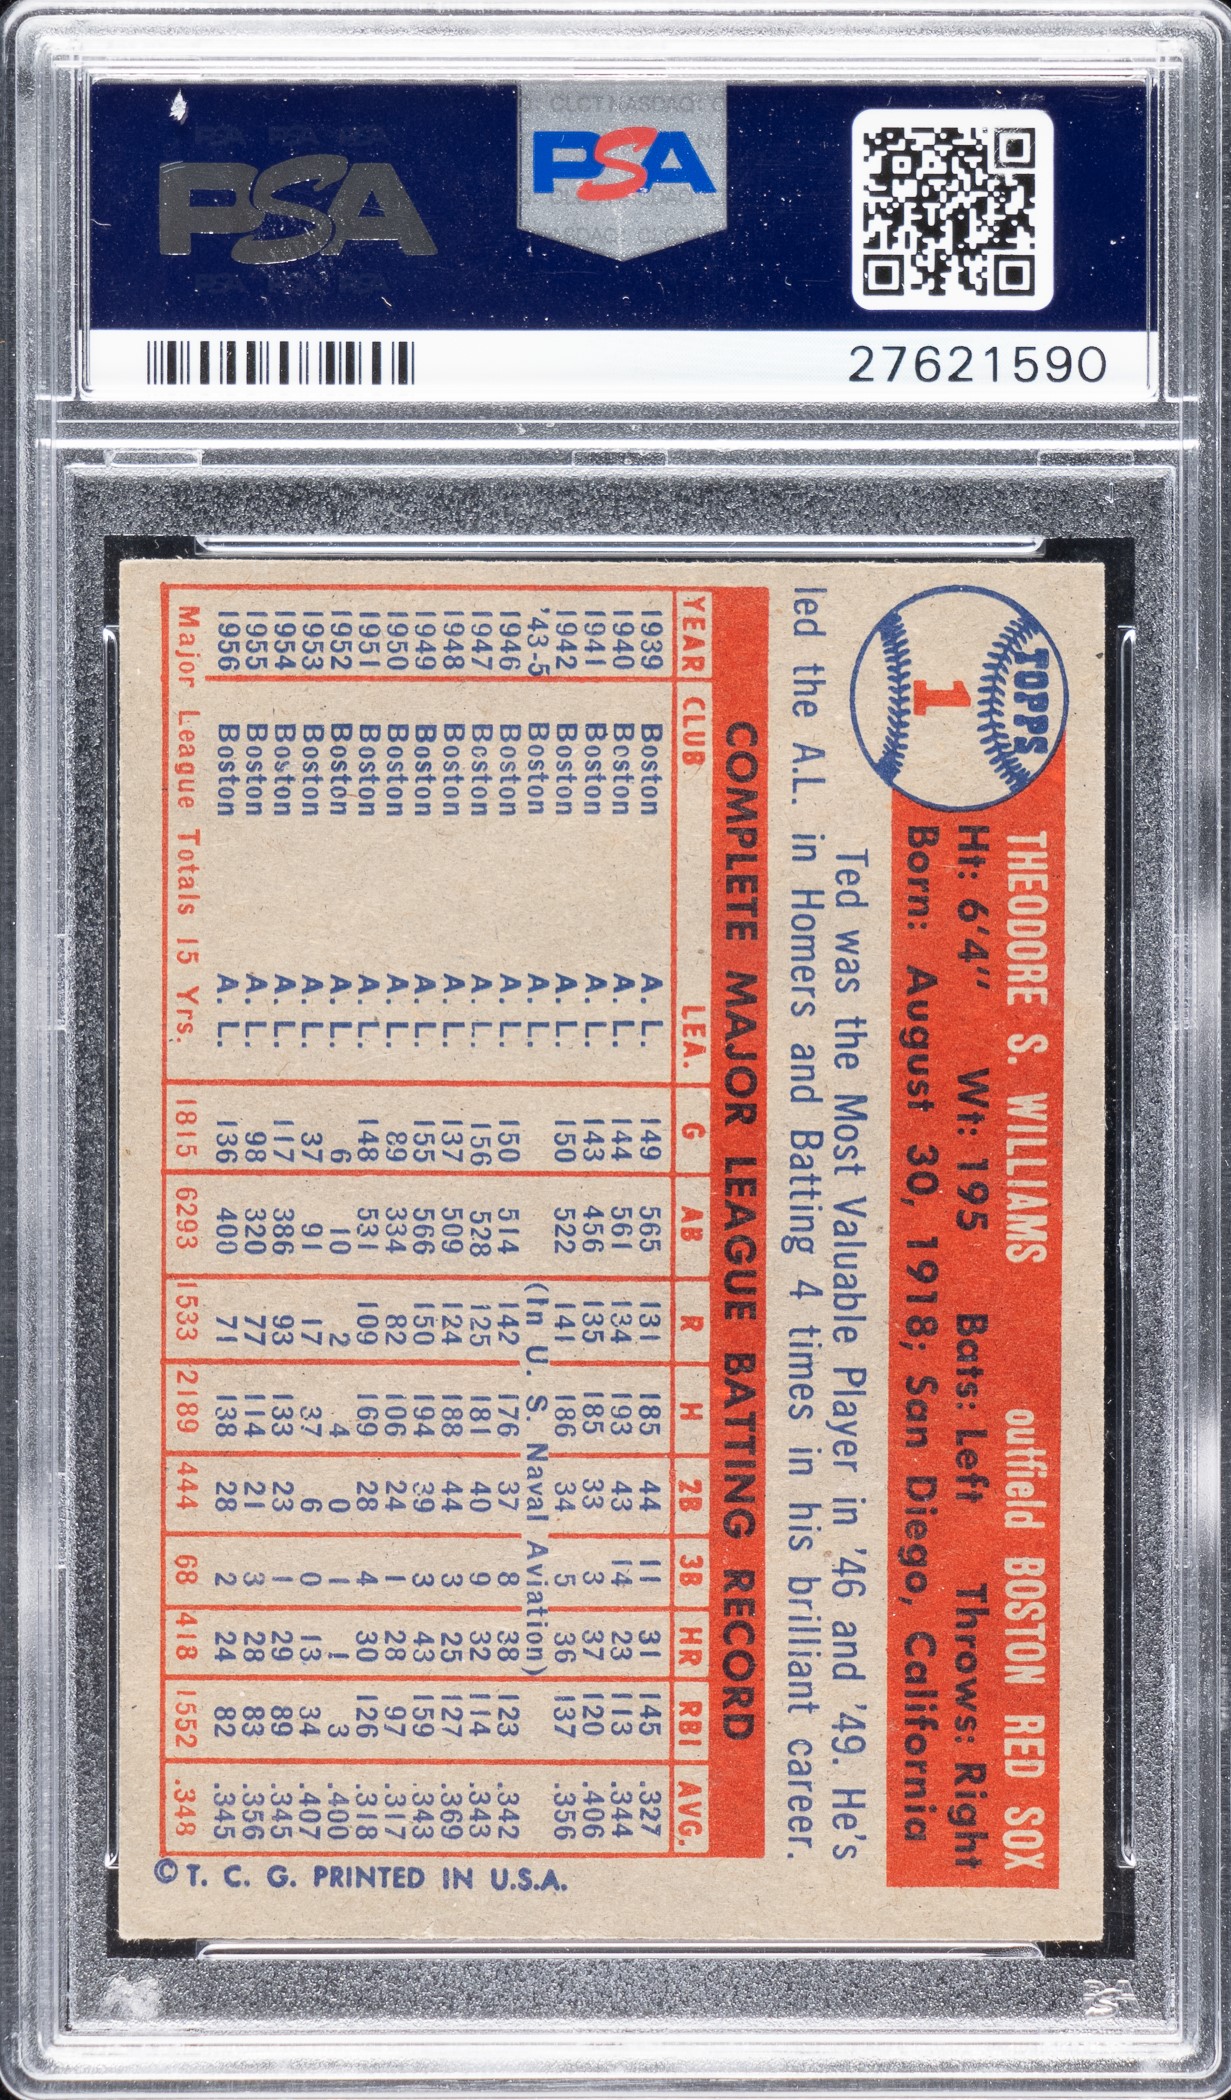 CLCT NASDAQ
PSA PSA PSA
PSA
PSA
CLCT NASDAQ
PSA PSA PSA
27621590
TOPPS
1
THEODORE S. WILLIAMS outfield BOSTON RED SOX
Ht: 6'4" Wt: 195 Bats: Left Throws: Right
Born: August 30, 1918; San Diego, California
Ted was the Most Valuable Player in '46 and '49. He's
led the A.L. in Homers and Batting 4 times in his brilliant career.
COMPLETE MAJOR LEAGUE BATTING RECORD
YEAR CLUB LEA. G AB R H 2B 3B HR RBI AVG.
1939 Boston A. L. 149 565 131 185 44 11 31 145 .327
1940 Boston A. L. 144 561 134 193 43 14 23 113 .344
1941 Boston A. L. 143 456 135 185 33 3 37 120 .406
1942 Boston A. L. 150 522 141 186 34 5 36 137 .356
'43-5 Boston A. L. (In U. S. Naval Aviation)
1946 Boston A. L. 150 514 142 176 37 8 38 123 .342
1947 Boston A. L. 156 528 125 181 40 9 32 114 .343
1948 Boston A. L. 137 509 124 188 44 3 25 127 .369
1949 Boston A. L. 155 566 150 194 39 3 43 159 .343
1950 Boston A. L. 89 334 82 106 24 1 28 97 .317
1951 Boston A. L. 148 531 109 169 28 4 30 126 .318
1952 Boston A. L. 6 10 2 4 0 1 1 3 .400
1953 Boston A. L. 37 91 17 37 6 0 13 34 .407
1954 Boston A. L. 117 386 93 133 23 1 29 89 .345
1955 Boston A. L. 98 320 77 114 21 3 28 83 .356
1956 Boston A. L. 136 400 71 138 28 2 24 82 .345
Major League Totals 15 Yrs. 1815 6293 1533 2189 444 68 418 1552 .348
© T. C. G. PRINTED IN U.S.A.
PSA